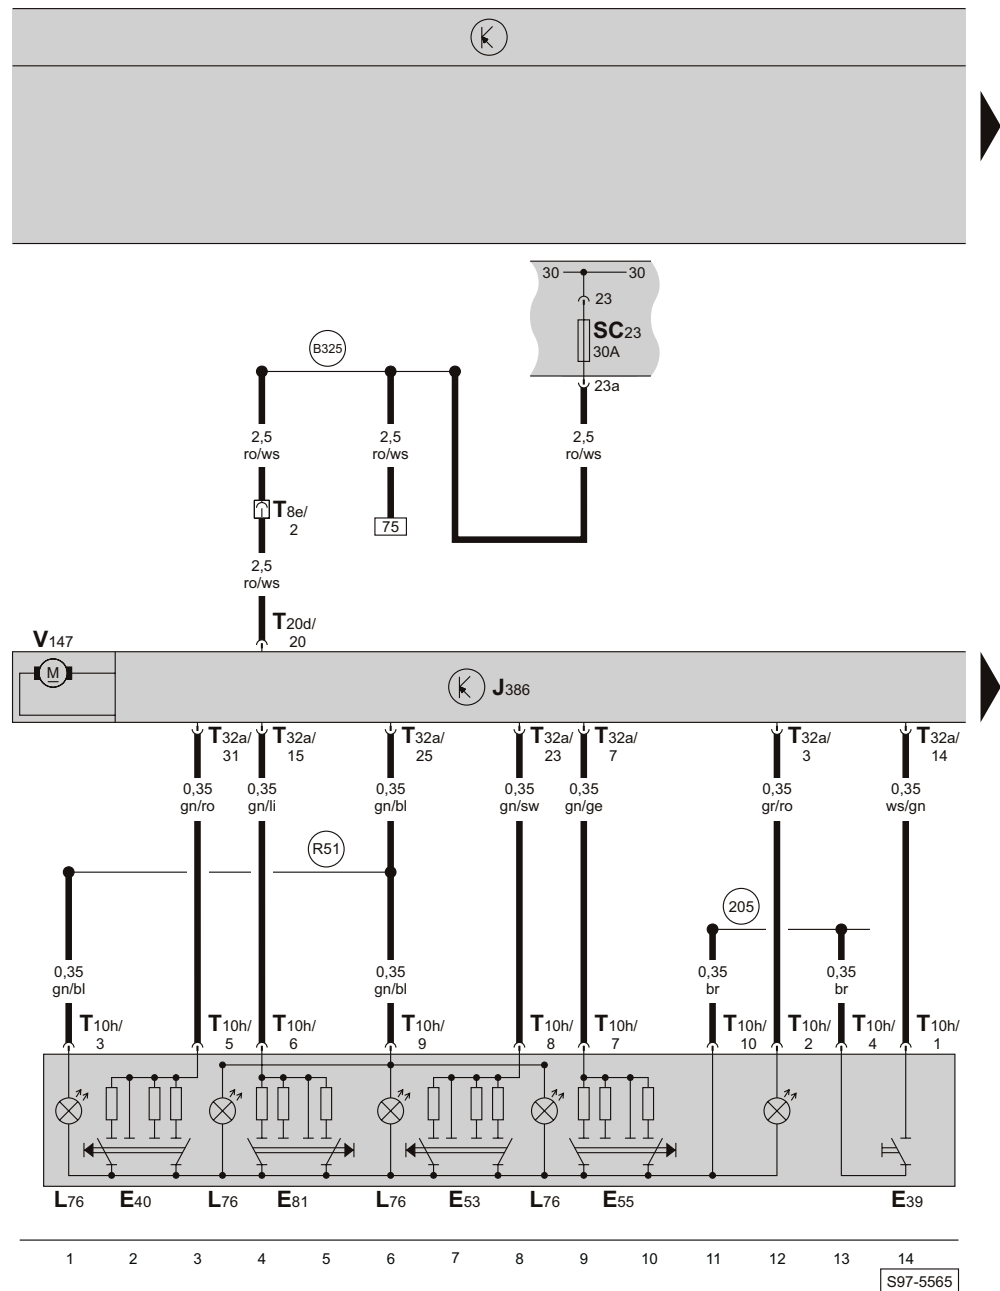 30 30
23
SC23
30A
23a
B325
2,5 2,5 2,5
ro/ws ro/ws ro/ws
T8e/
2
75
2,5
ro/ws
T20d/
20
V147
M
J386
T32a/ T32a/ T32a/ T32a/ T32a/ T32a/ T32a/
31 15 25 23 7 3 14
0,35 0,35 0,35 0,35 0,35 0,35 0,35
gn/ro gn/li gn/bl gn/sw gn/ge gr/ro ws/gn
R51
205
0,35 0,35 0,35 0,35
gn/bl gn/bl br br
T10h/ T10h/ T10h/ T10h/ T10h/ T10h/ T10h/ T10h/ T10h/ T10h/
3 5 6 9 8 7 10 2 4 1
L76 E40 L76 E81 L76 E53 L76 E55 E39
1 2 3 4 5 6 7 8 9 10 11 12 13 14
S97-5565